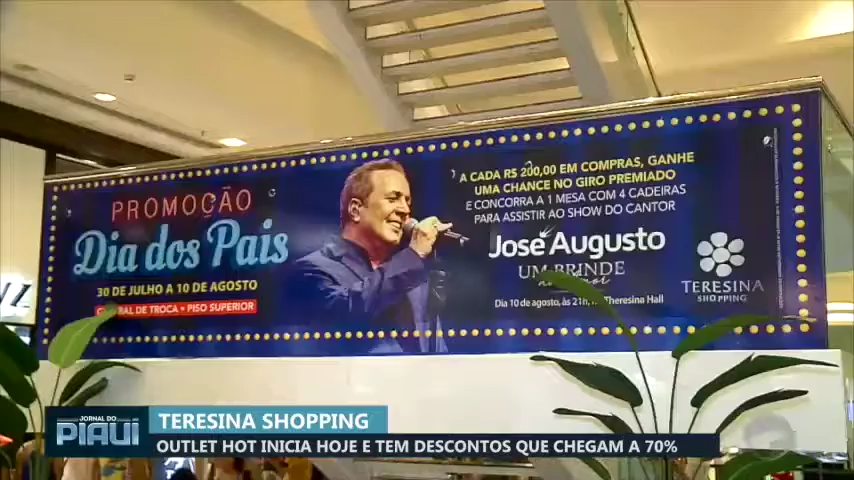 PROMOÇÃO
Dia dos Pais
30 DE JULHO A 10 DE AGOSTO
DE TROCA • PISO SUPERIOR
A CADA R$ 200,00 EM COMPRAS, GANHE
UMA CHANCE NO GIRO PREMIADO
E CONCORRA A 1 MESA COM 4 CADEIRAS
PARA ASSISTIR AO SHOW DO CANTOR
José Augusto
UM BRINDE
Dia 10 de agosto, às 21h, Theresina Hall
TERESINA
SHOPPING
JORNAL DO
PIAUÍ
TERESINA SHOPPING
OUTLET HOT INICIA HOJE E TEM DESCONTOS QUE CHEGAM A 70%